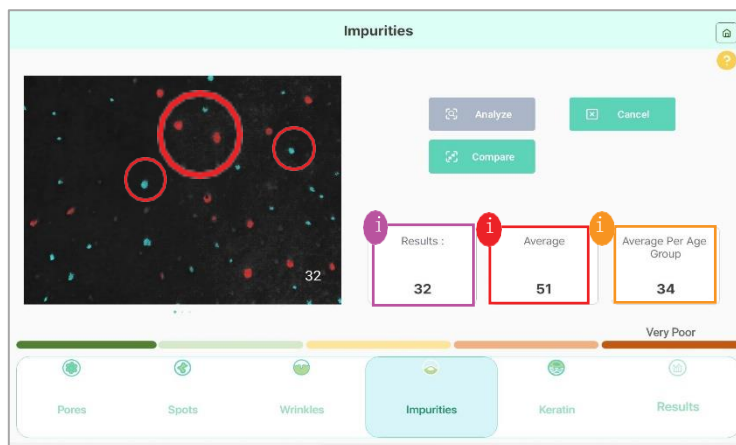 Impurities
?
Analyze
Cancel
Compare
32
i
i
i
Results :
32
Average
51
Average Per Age
Group
34
Very Poor
Pores
Spots
Wrinkles
Impurities
Keratin
Results